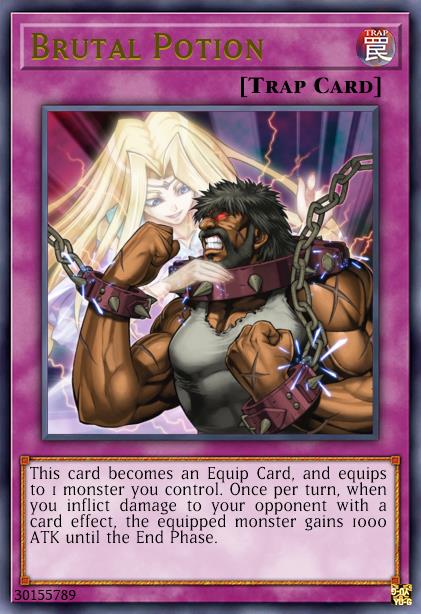 Brutal Potion
TRAP
罠
[Trap Card]
This card becomes an Equip Card, and equips
to 1 monster you control. Once per turn, when
you inflict damage to your opponent with a
card effect, the equipped monster gains 1000
ATK until the End Phase.
30155789